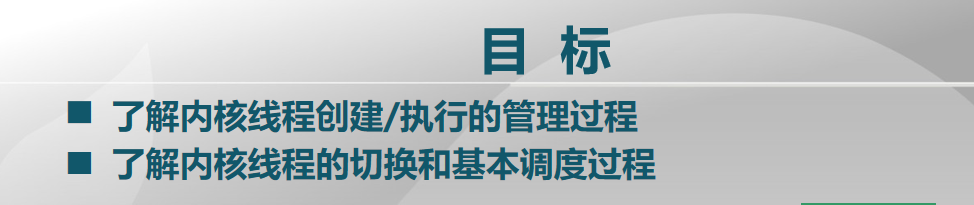 目 标
■ 了解内核线程创建/执行的管理过程
■ 了解内核线程的切换和基本调度过程